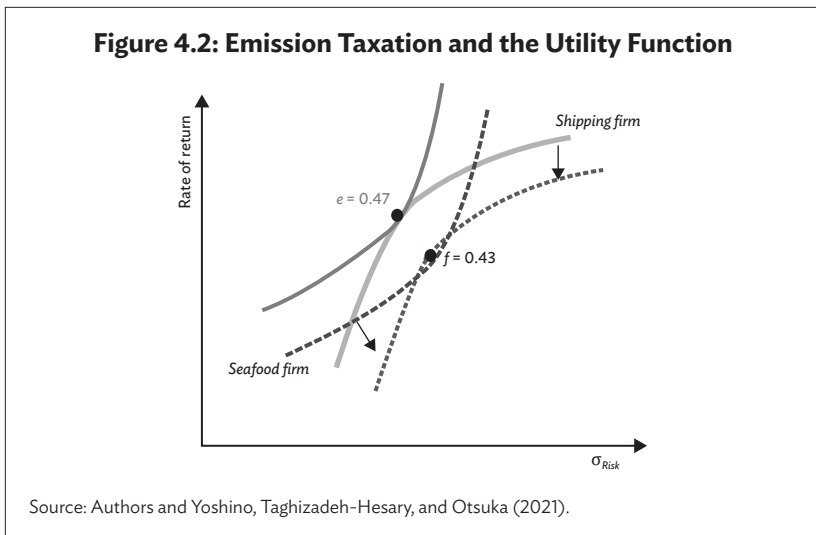 Figure 4.2: Emission Taxation and the Utility Function
Rate of return
Shipping firm
e = 0.47
f = 0.43
Seafood firm
σRisk
Source: Authors and Yoshino, Taghizadeh-Hesary, and Otsuka (2021).